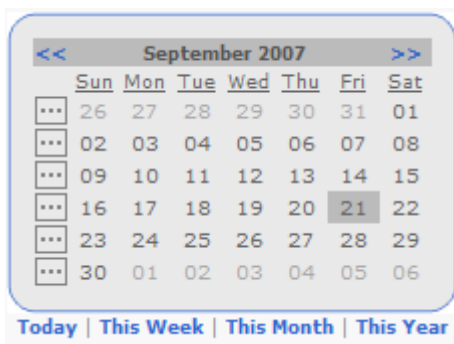 << September 2007 >>
Sun Mon Tue Wed Thu Fri Sat
... 26 27 28 29 30 31 01
... 02 03 04 05 06 07 08
... 09 10 11 12 13 14 15
... 16 17 18 19 20 21 22
... 23 24 25 26 27 28 29
... 30 01 02 03 04 05 06
Today | This Week | This Month | This Year